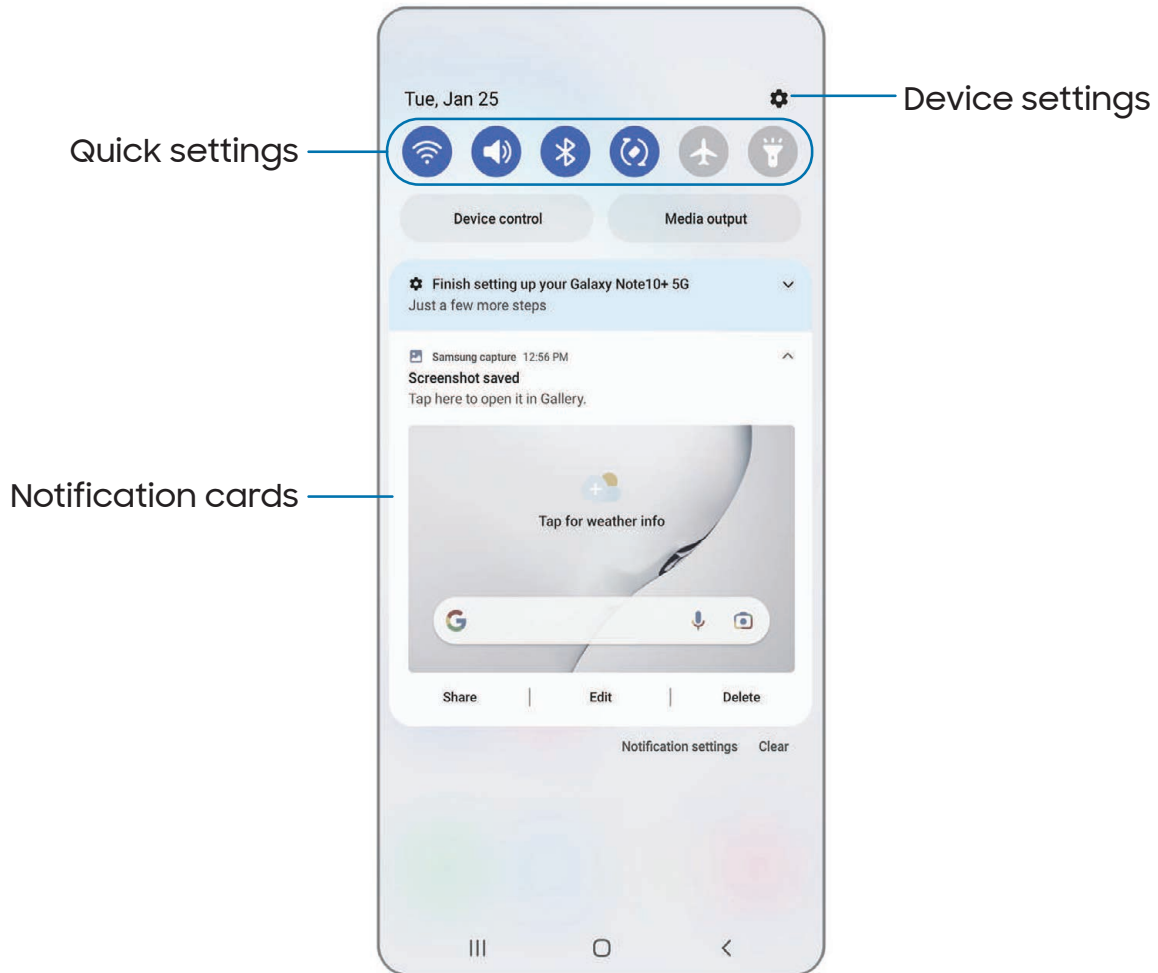 Tue, Jan 25
Device settings
Quick settings
Device control
Media output
Finish setting up your Galaxy Note10+ 5G
Just a few more steps
Samsung capture 12:56 PM
Screenshot saved
Tap here to open it in Gallery.
Notification cards
Tap for weather info
G
Share | Edit | Delete
Notification settings Clear